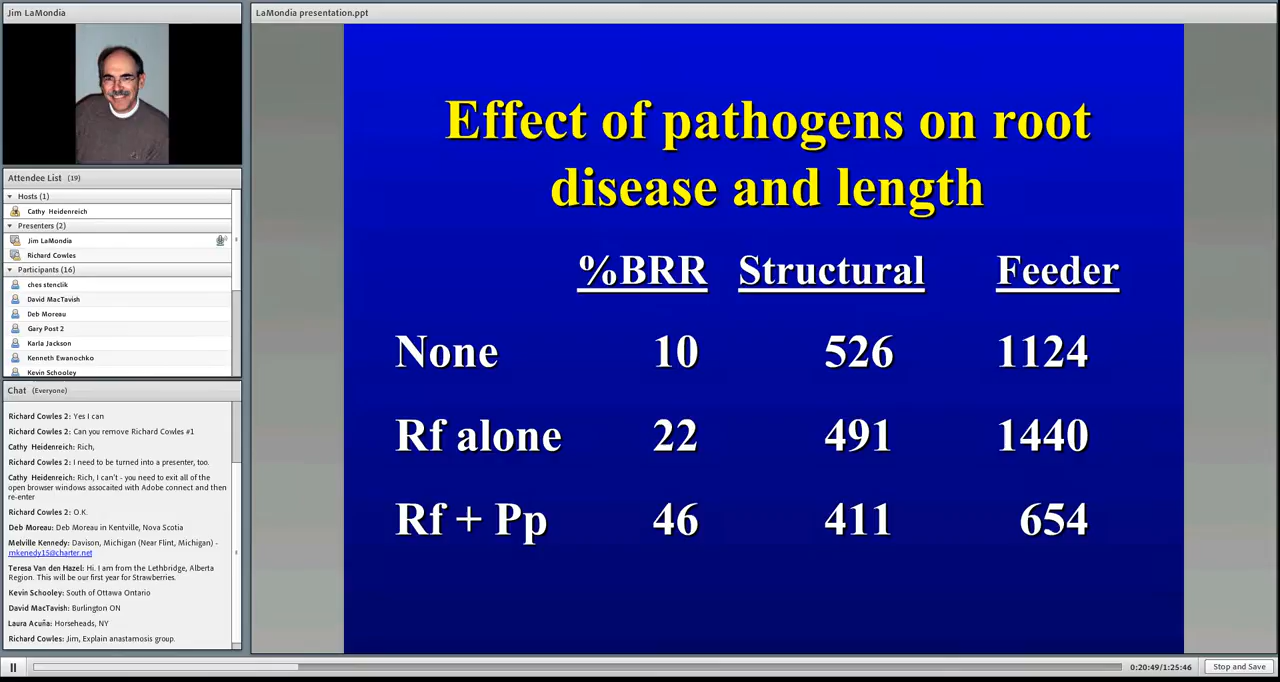 Jim LaMondia
LaMondia presentation.ppt
Attendee List (19)
Hosts (1)
Cathy Heidenreich
Presenters (2)
Jim LaMondia
Richard Cowles
Participants (16)
ches stenclik
David MacTavish
Deb Moreau
Gary Post 2
Karla Jackson
Kenneth Ewanochko
Kevin Schooley
Chat (Everyone)
Richard Cowles 2: Yes I can
Richard Cowles 2: Can you remove Richard Cowles #1
Cathy Heidenreich: Rich,
Richard Cowles 2: I need to be turned into a presenter, too.
Cathy Heidenreich: Rich, I can't - you need to exit all of the
open browser windows assocaited with Adobe connect and then
re-enter
Richard Cowles 2: O.K.
Deb Moreau: Deb Moreau in Kentville, Nova Scotia
Melville Kennedy: Davison, Michigan (Near Flint, Michigan) -
mkenedy15@charter.net
Teresa Van den Hazel: Hi. I am from the Lethbridge, Alberta
Region. This will be our first year for Strawberries.
Kevin Schooley: South of Ottawa Ontario
David MacTavish: Burlington ON
Laura Acuña: Horseheads, NY
Richard Cowles: Jim, Explain anastamosis group.
Effect of pathogens on root
disease and length
%BRR Structural Feeder
None 10 526 1124
Rf alone 22 491 1440
Rf + Pp 46 411 654
0:20:49/1:25:46
Stop and Save